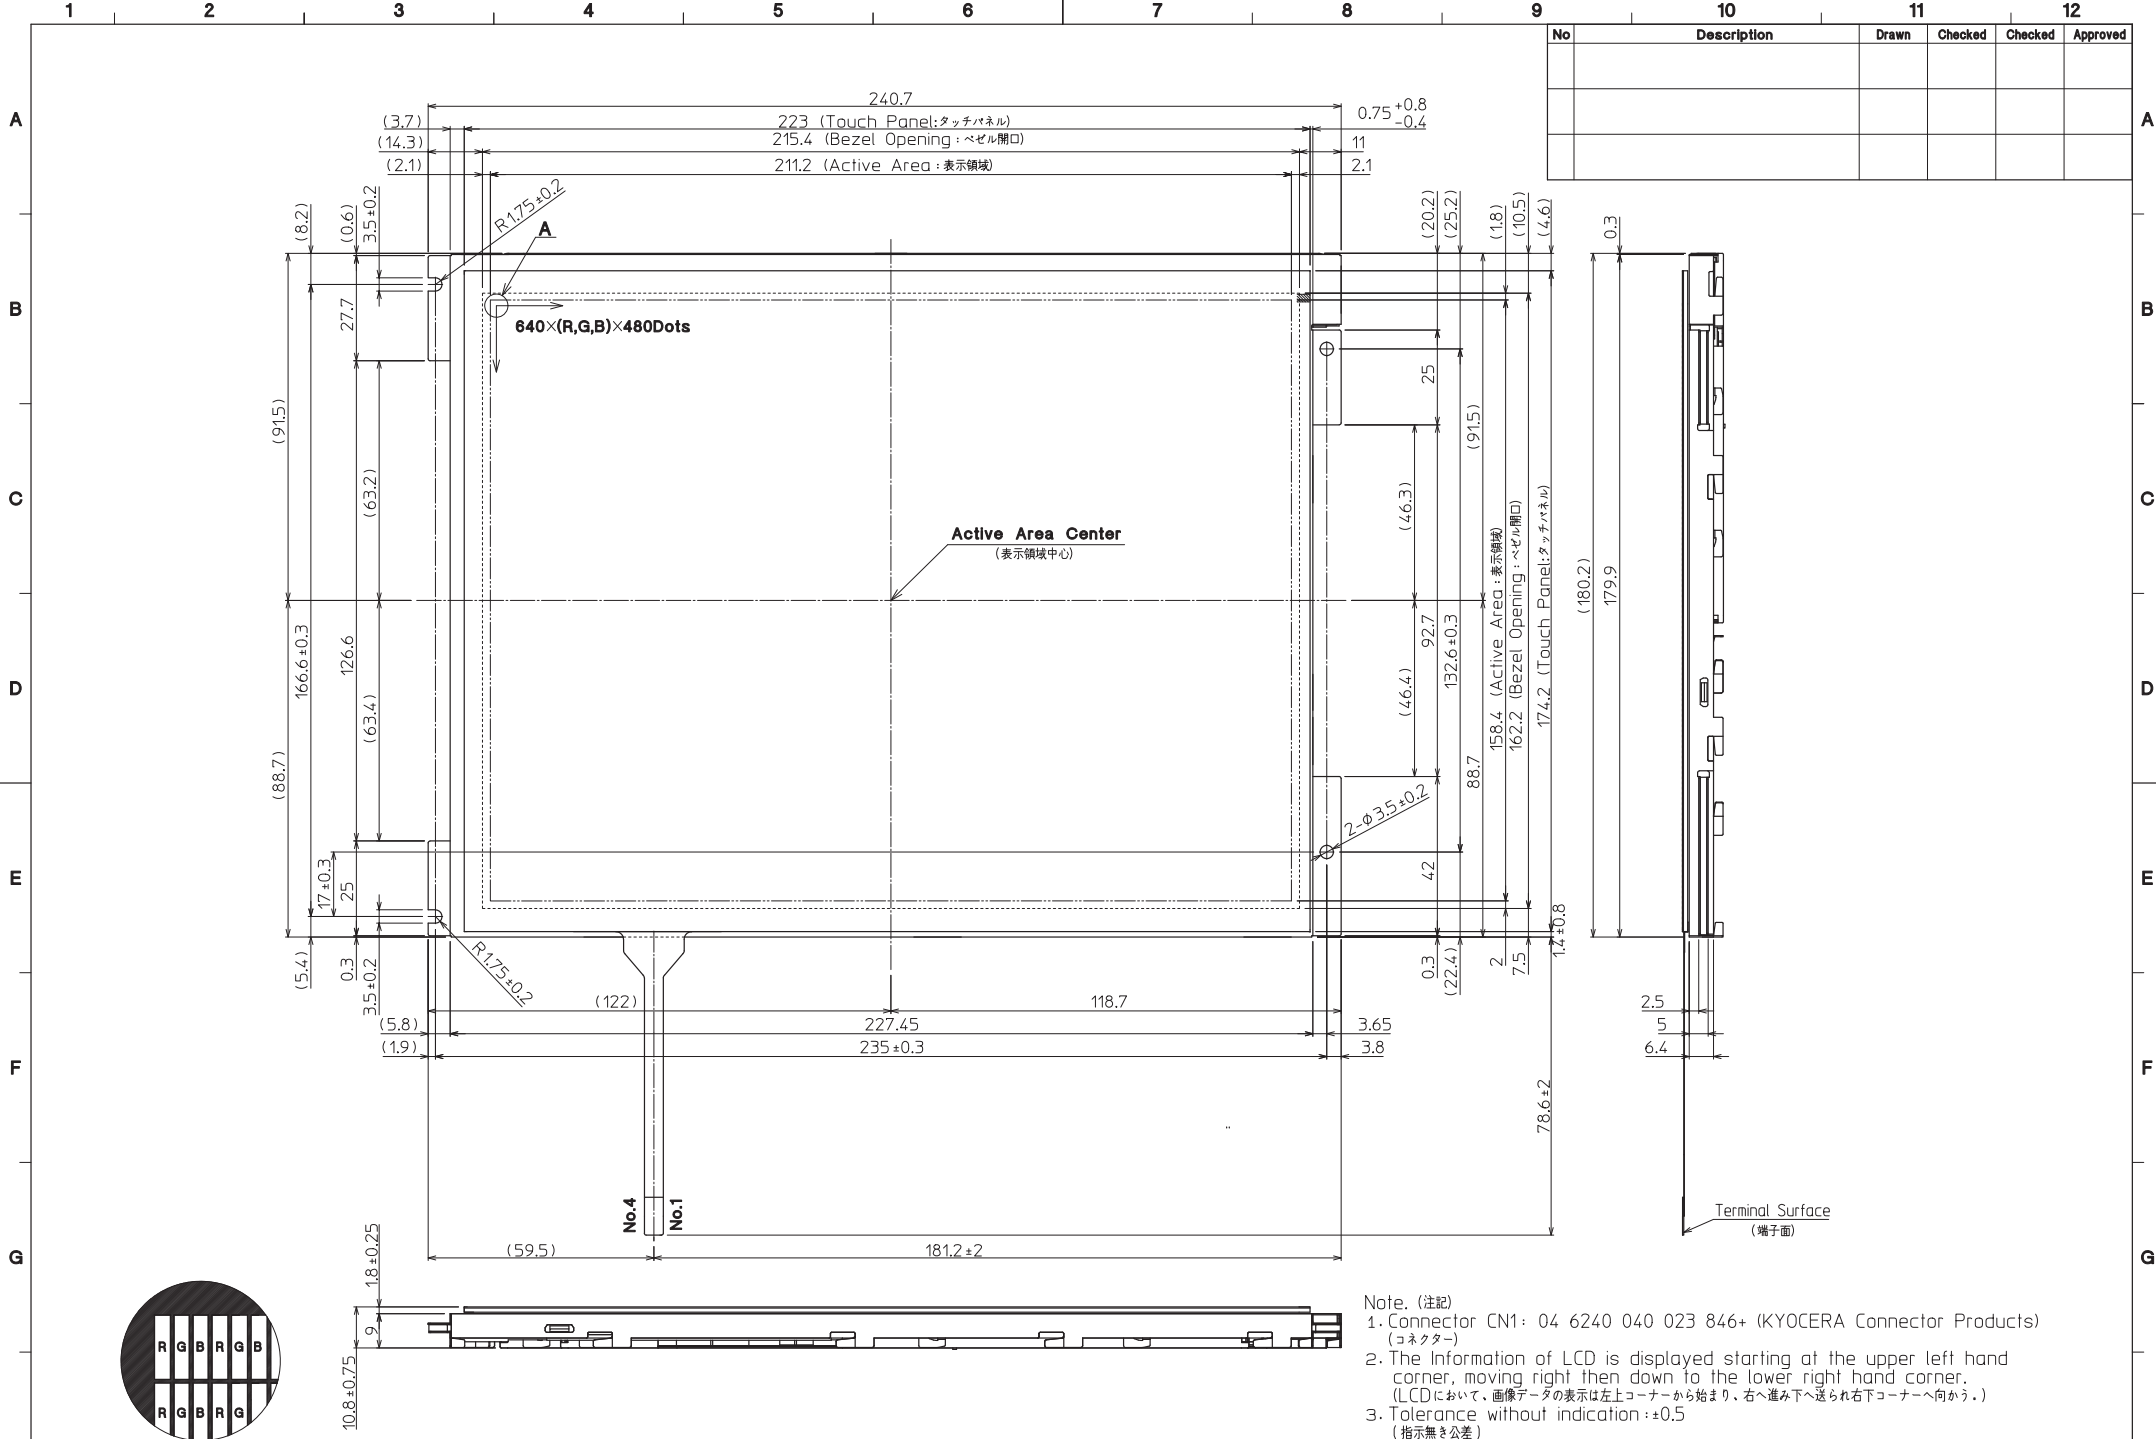 1 2 3 4 5 6 7 8 9 10 11 12
No Description Drawn Checked Checked Approved
A A
B B
C C
D D
E E
F F
G G
240.7
0.75 +0.8 -0.4
(3.7)
223 (Touch Panel:タッチパネル)
(14.3)
215.4 (Bezel Opening:ベゼル開口)
11
(2.1)
211.2 (Active Area:表示領域)
2.1
(8.2)
(0.6)
3.5±0.2
R1.75±0.2
A
(20.2)
(25.2)
(1.8)
(10.5)
(4.6)
0.3
27.7
640×(R,G,B)×480Dots
25
(91.5)
(91.5)
(63.2)
(46.3)
Active Area Center
(表示領域中心)
158.4 (Active Area:表示領域)
162.2 (Bezel Opening:ベゼル開口)
174.2 (Touch Panel:タッチパネル)
(180.2)
179.9
166.6±0.3
126.6
(63.4)
(46.4)
92.7
132.6±0.3
(88.7)
88.7
2-ø3.5±0.2
17±0.3
25
42
1.4±0.8
(5.4)
0.3
3.5±0.2
R1.75±0.2
0.3
(22.4)
2
7.5
(122)
118.7
2.5
(5.8)
227.45
3.65
5
(1.9)
235±0.3
3.8
6.4
78.6±2
No.4
No.1
Terminal Surface
(端子面)
(59.5)
181.2±2
1.8±0.25
9
10.8±0.75
R G B R G B
R G B R G
Note. (注記)
1. Connector CN1: 04 6240 040 023 846+ (KYOCERA Connector Products)
(コネクター)
2. The Information of LCD is displayed starting at the upper left hand
corner, moving right then down to the lower right hand corner.
(LCDにおいて、画像データの表示は左上コーナーから始まり、右へ進み下へ送られ右下コーナーへ向かう.)
3. Tolerance without indication:±0.5
(指示無き公差)